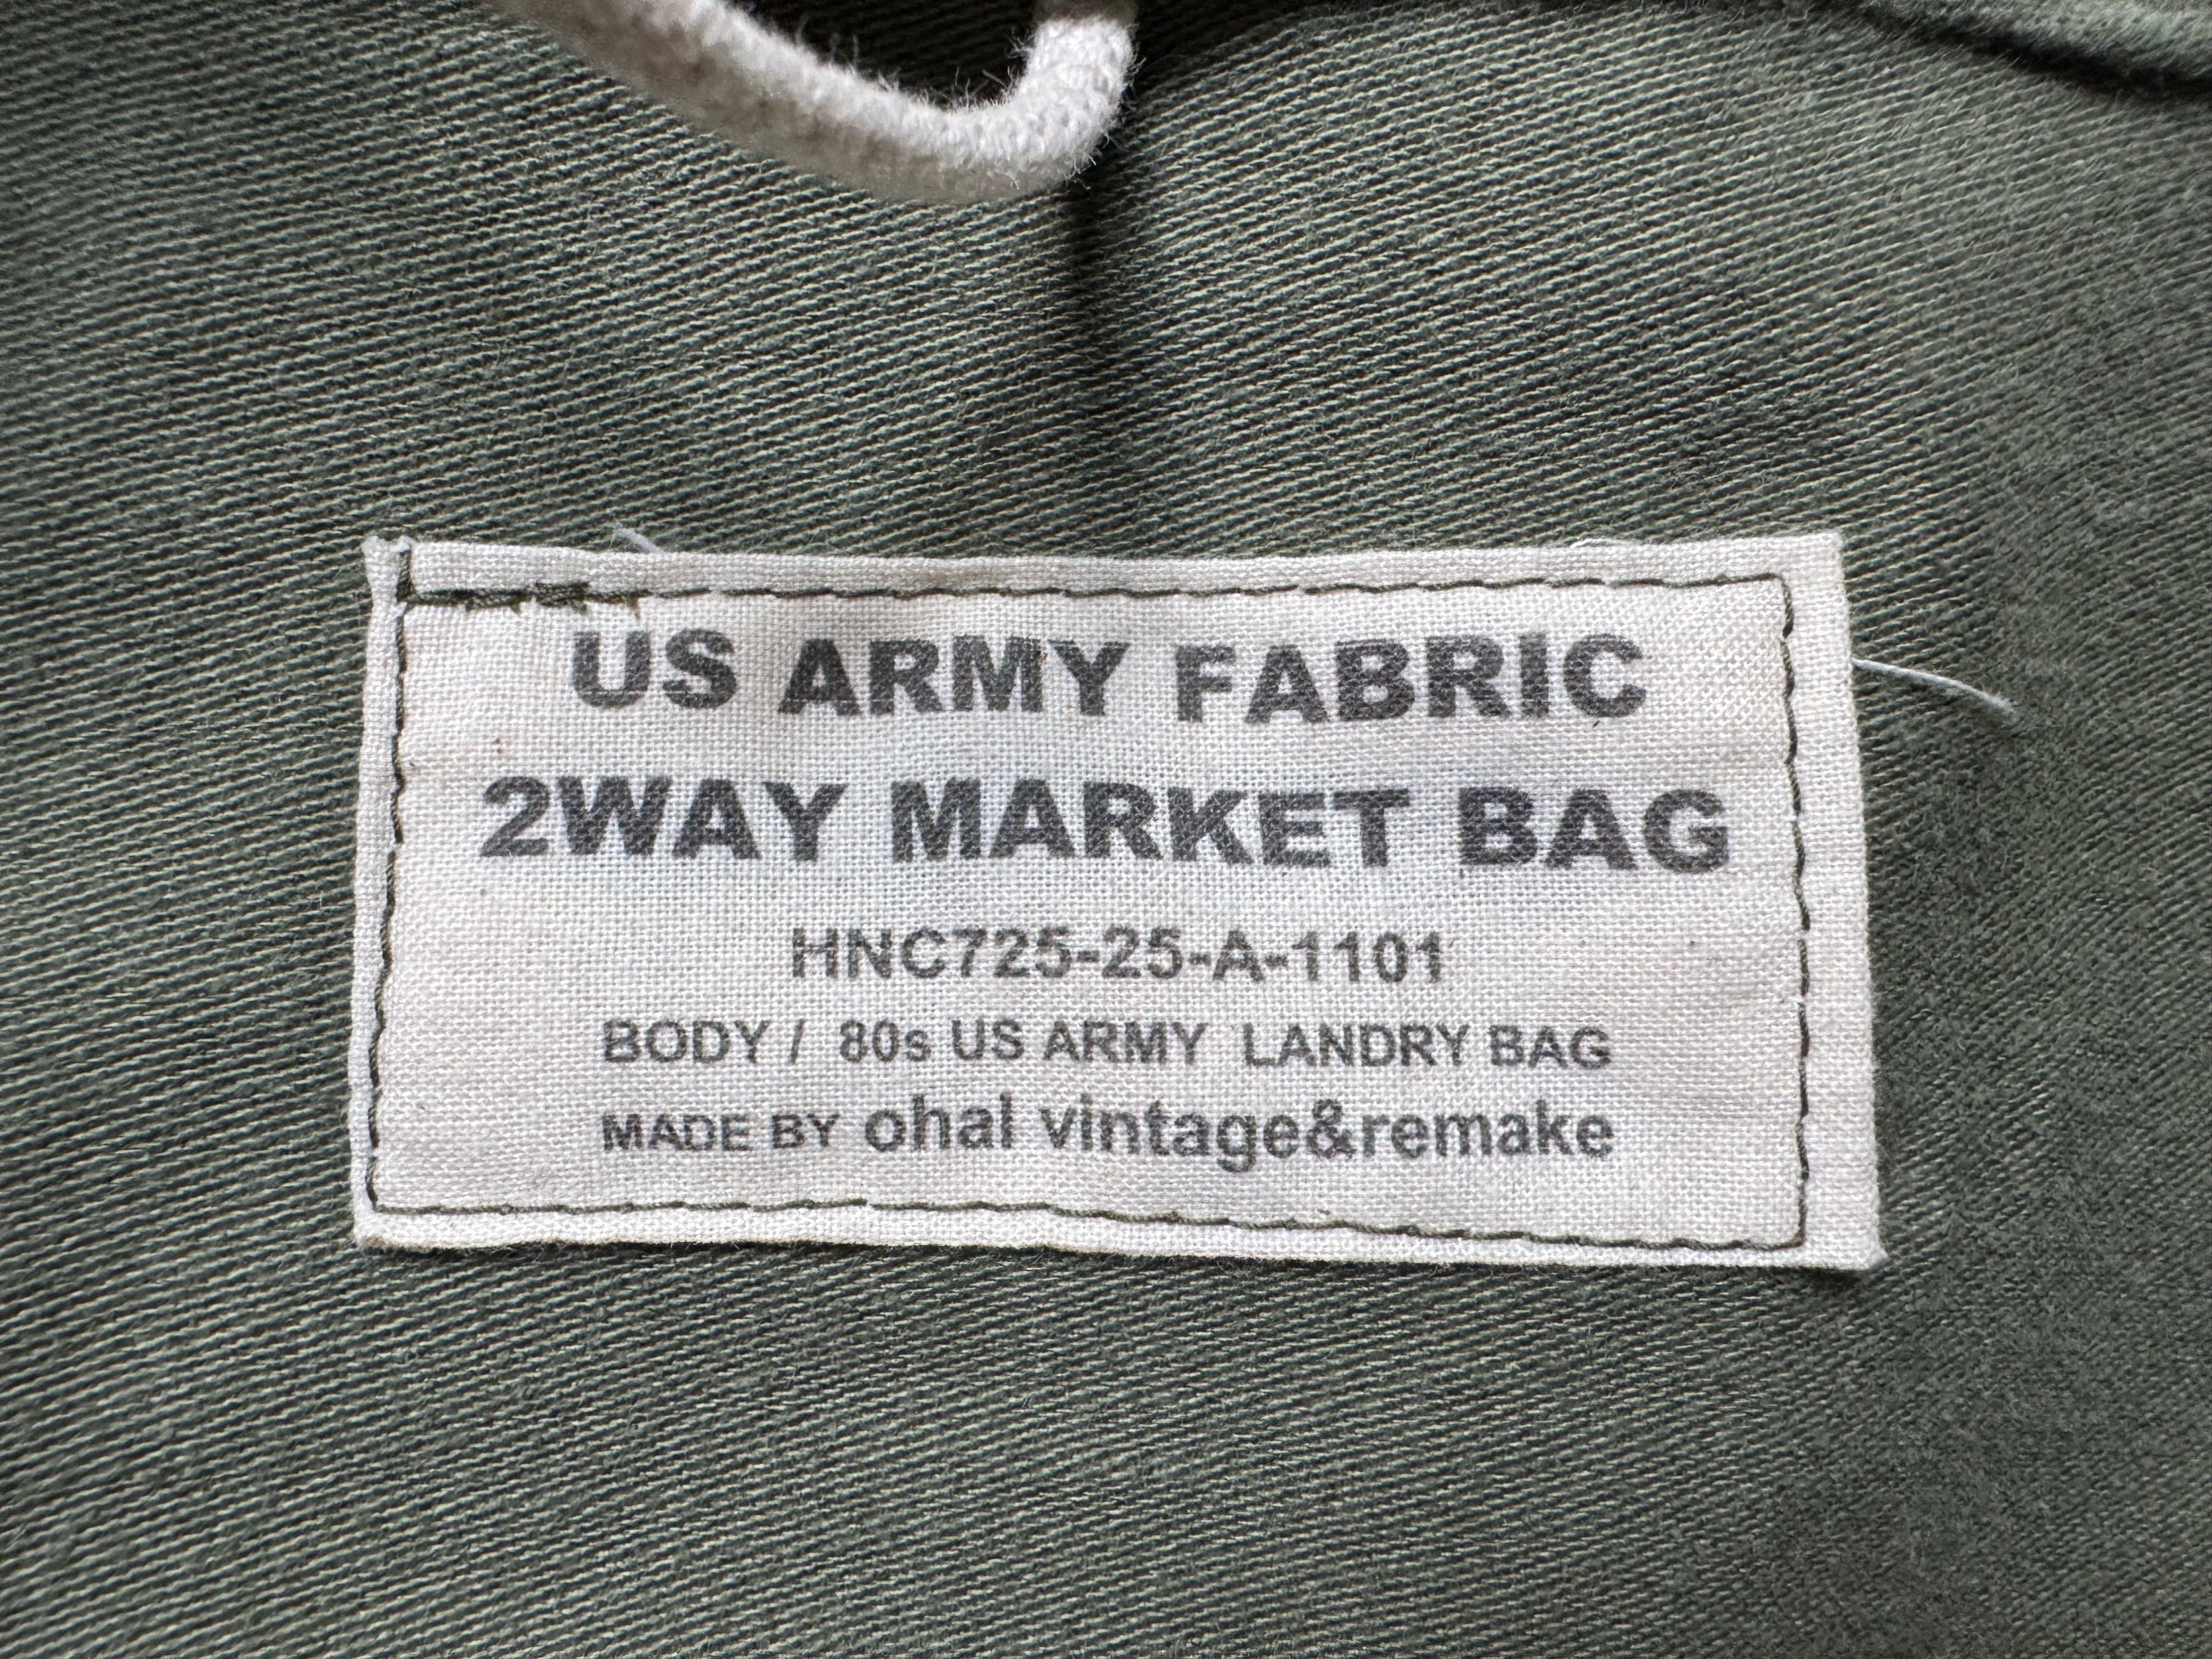 US ARMY FABRIC
2WAY MARKET BAG
HNC725-25-A-1101
BODY / 80s US ARMY LANDRY BAG
MADE BY ohal vintage&remake